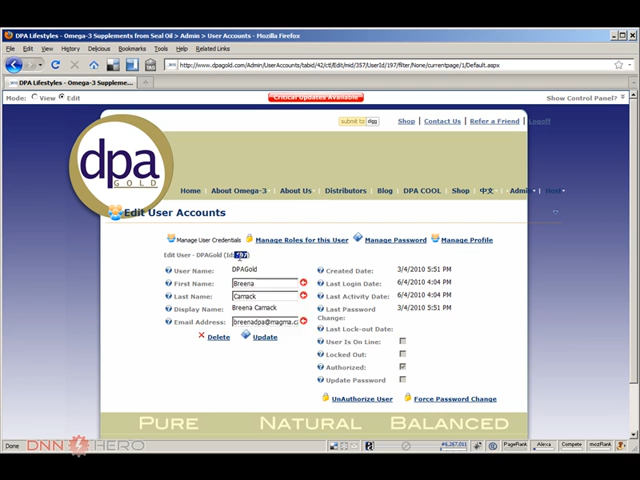 DPA Lifestyles - Omega-3 Supplements from Seal Oil > Admin > User Accounts - Mozilla Firefox
File Edit View History Delicious Bookmarks Tools Help Related Links
http://www.dpagold.com/Admin/UserAccounts/tabid/42/ctl/Edit/mid/357/UserId/197/filter/None/currentpage/1/Default.aspx
DPA Lifestyles - Omega-3 Suppleme...
Mode: View Edit Critical Updates Available Show Control Panel?
submit to digg Shop | Contact Us | Refer a Friend | Logoff
dpa
GOLD
Home About Omega-3 About Us Distributors Blog DPA COOL Shop 中文 Admin Host
Edit User Accounts
Manage User Credentials Manage Roles for this User Manage Password Manage Profile
Edit User - DPAGold (Id: 197)
User Name: DPAGold
First Name: Breena
Last Name: Carnack
Display Name: Breena Carnack
Email Address: breenadpa@magma.c
Delete Update
Created Date: 3/4/2010 5:51 PM
Last Login Date: 6/4/2010 4:04 PM
Last Activity Date: 6/4/2010 4:04 PM
Last Password Change: 3/4/2010 5:51 PM
Last Lock-out Date:
User Is On Line:
Locked Out:
Authorized:
Update Password
UnAuthorize User Force Password Change
PURE NATURAL BALANCED
Done #6,267,011 PageRank Alexa Compete mozRank
DNN HERO